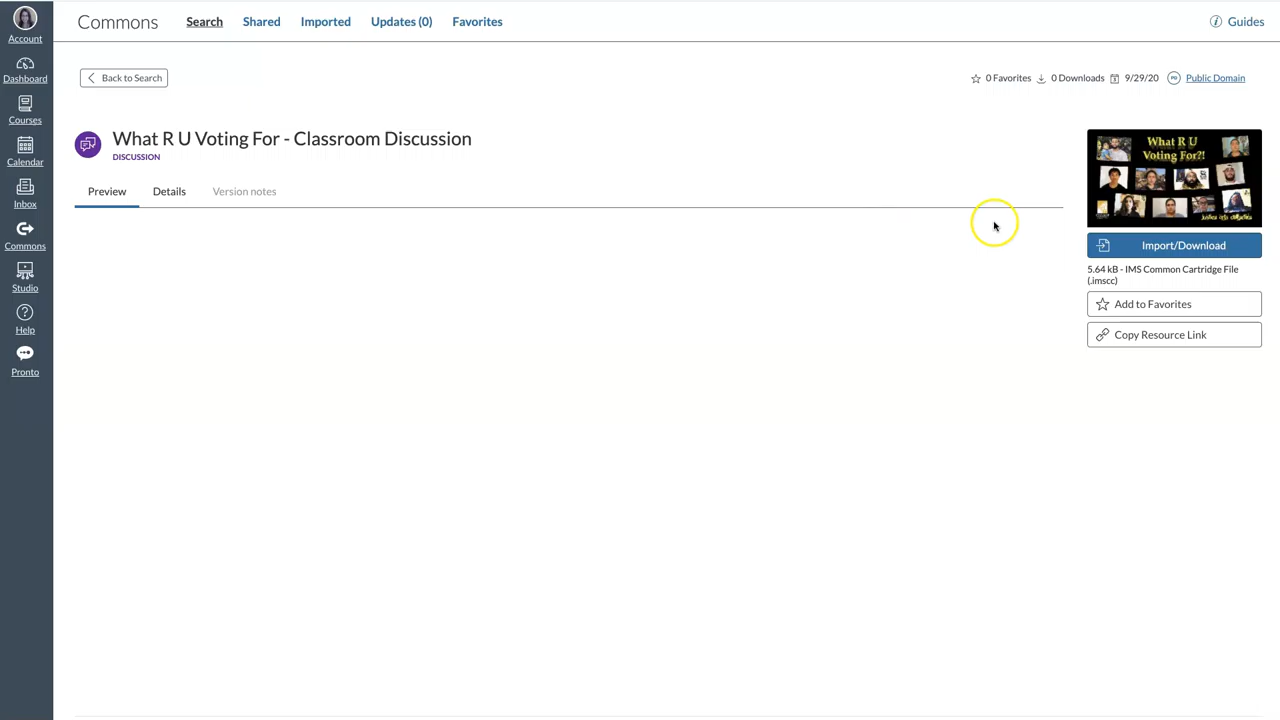 Account
Dashboard
Courses
Calendar
Inbox
Commons
Studio
Help
Pronto
Commons Search Shared Imported Updates (0) Favorites Guides
Back to Search
0 Favorites 0 Downloads 9/29/20 PD Public Domain
What R U Voting For - Classroom Discussion
DISCUSSION
Preview Details Version notes
What R U
Voting For?!
Import/Download
5.64 kB - IMS Common Cartridge File
(.imscc)
Add to Favorites
Copy Resource Link